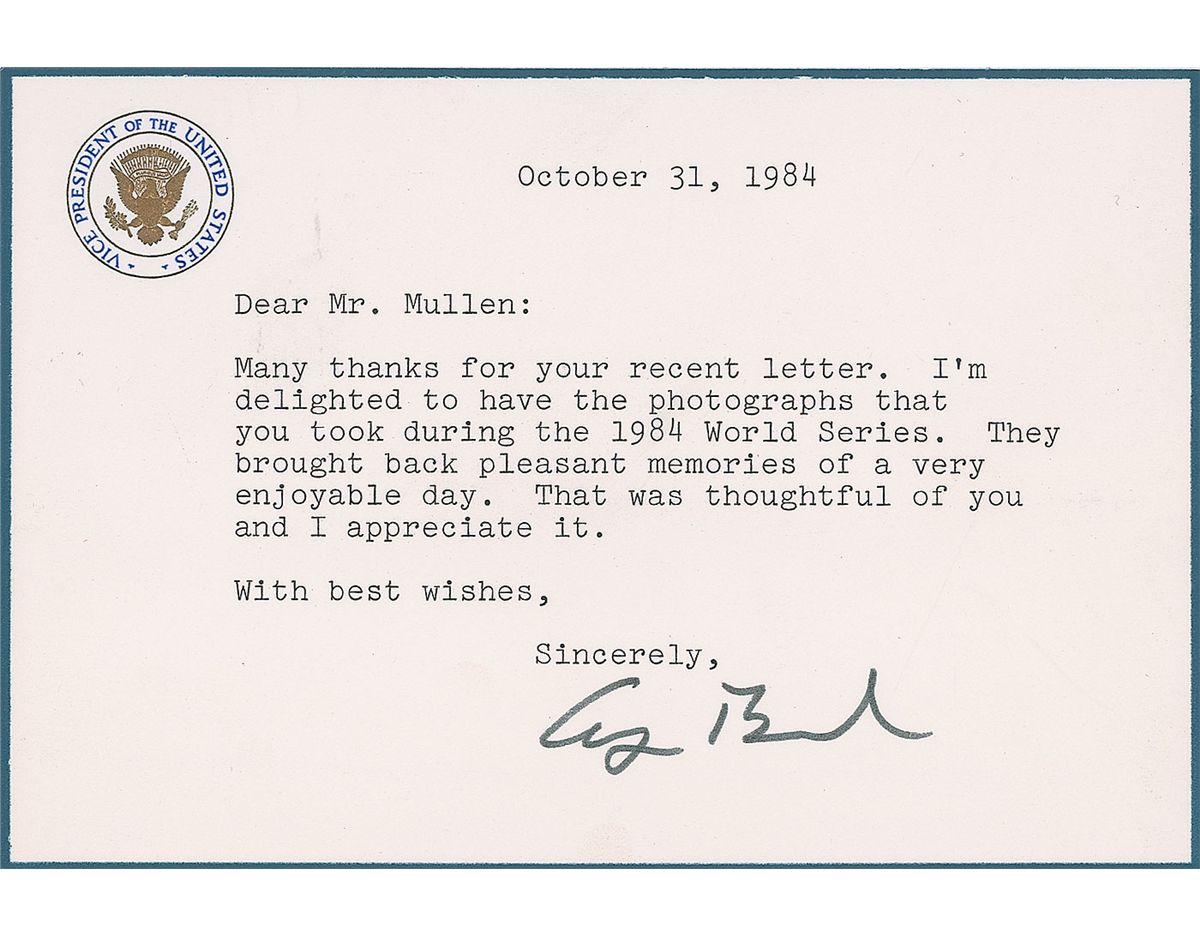 VICE PRESIDENT OF THE UNITED STATES
October 31, 1984
Dear Mr. Mullen:
Many thanks for your recent letter. I'm
delighted to have the photographs that
you took during the 1984 World Series. They
brought back pleasant memories of a very
enjoyable day. That was thoughtful of you
and I appreciate it.
With best wishes,
Sincerely,
G Bush